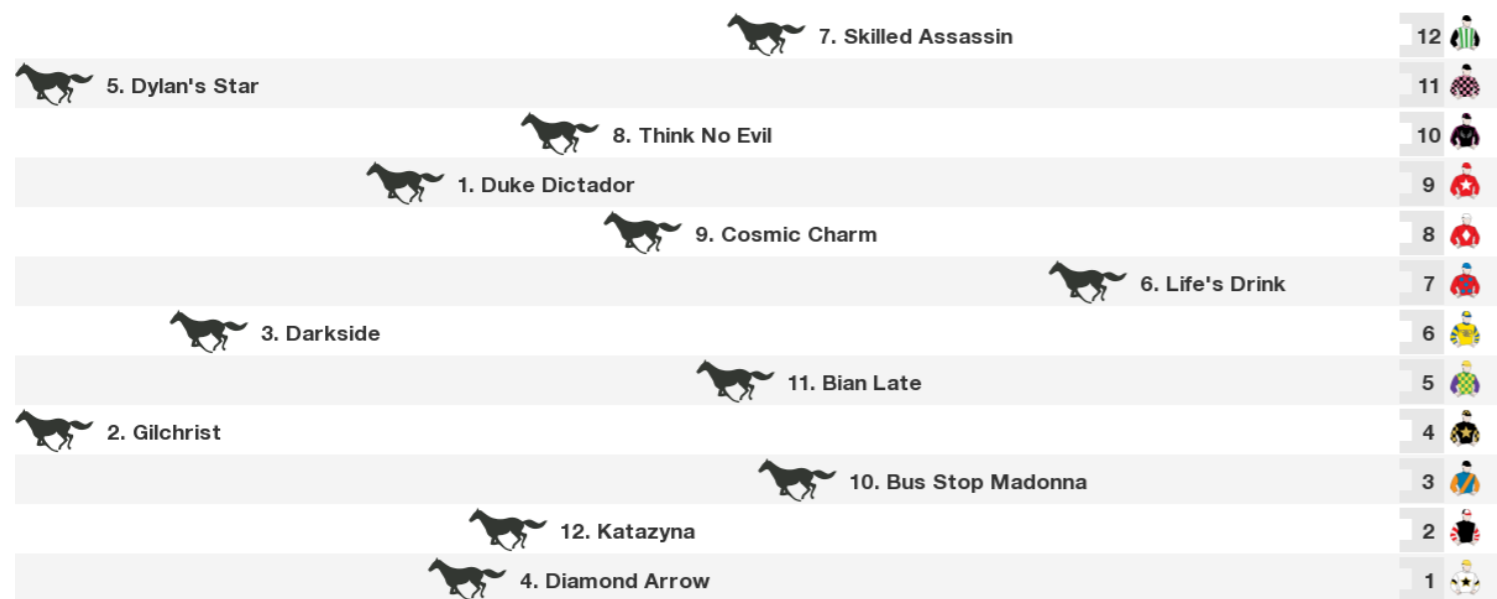 7. Skilled Assassin 12
5. Dylan's Star 11
8. Think No Evil 10
1. Duke Dictador 9
9. Cosmic Charm 8
6. Life's Drink 7
3. Darkside 6
11. Bian Late 5
2. Gilchrist 4
10. Bus Stop Madonna 3
12. Katazyna 2
4. Diamond Arrow 1